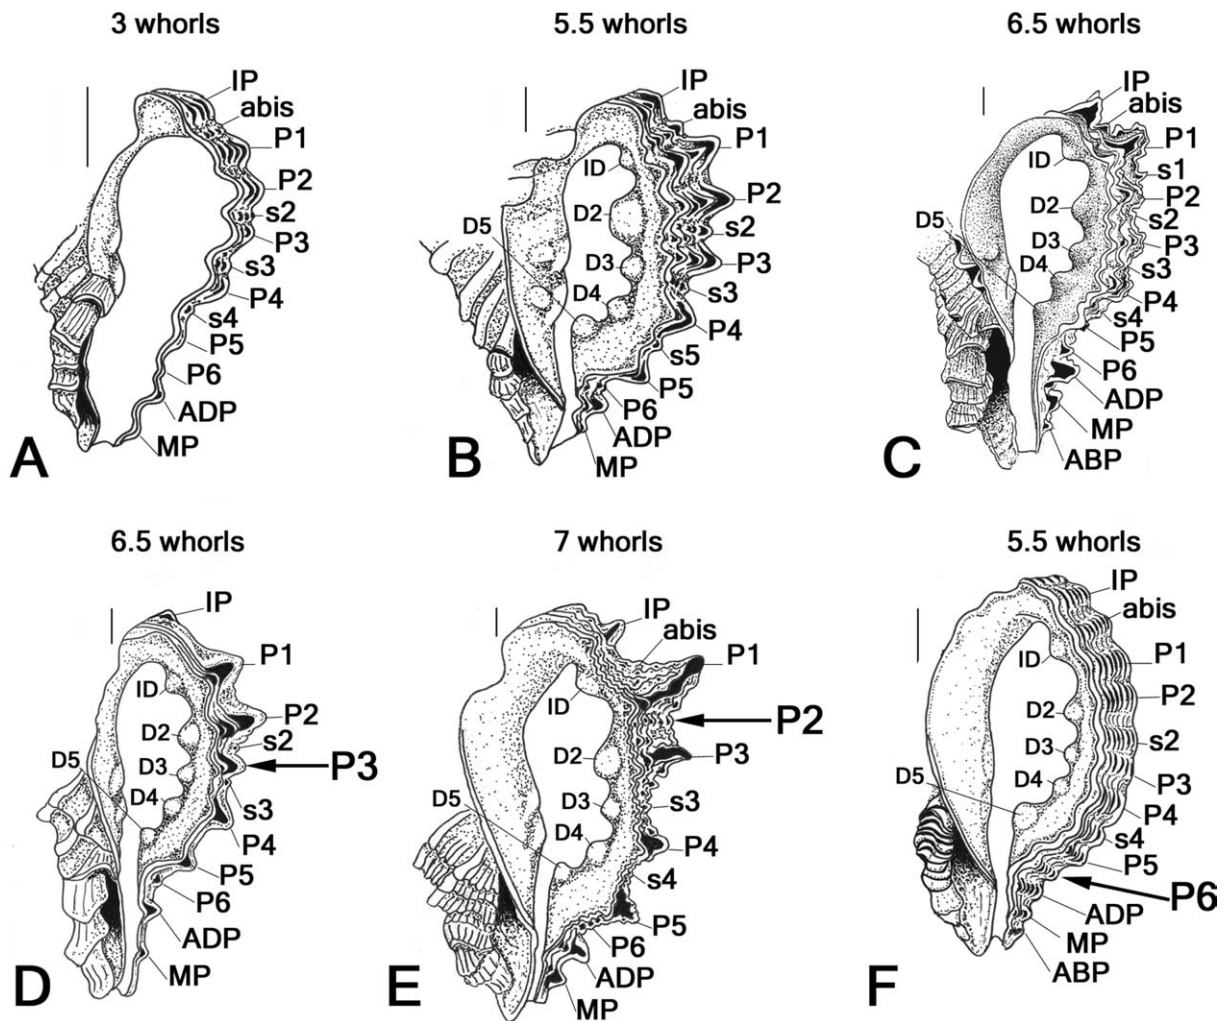 3 whorls
IP
abis
P1
P2
s2
P3
s3
P4
s4
P5
P6
ADP
MP
A
5.5 whorls
IP
abis
P1
ID
P2
D2
s2
D5
D3
P3
D4
s3
P4
s5
P5
P6
ADP
MP
B
6.5 whorls
IP
abis
P1
ID
s1
P2
D2
s2
D5
D3
P3
D4
s3
P4
s4
P5
P6
ADP
MP
ABP
C
6.5 whorls
IP
P1
ID
P2
D2
s2
D5
D3
P3
D4
s3
P4
P5
P6
ADP
MP
D
7 whorls
IP
abis
P1
ID
P2
D2
P3
D5
D3
s3
D4
P4
s4
P5
P6
ADP
MP
E
5.5 whorls
IP
abis
P1
ID
P2
D2
s2
D3
P3
D5
D4
P4
s4
P5
P6
ADP
MP
ABP
F